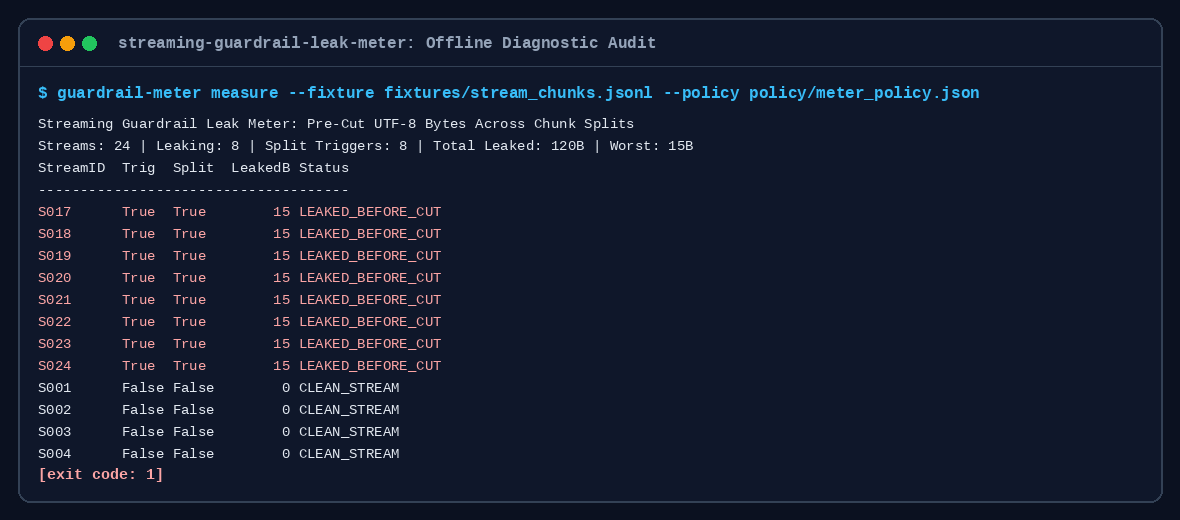 streaming-guardrail-leak-meter: Offline Diagnostic Audit
$ guardrail-meter measure --fixture fixtures/stream_chunks.jsonl --policy policy/meter_policy.json
Streaming Guardrail Leak Meter: Pre-Cut UTF-8 Bytes Across Chunk Splits
Streams: 24 | Leaking: 8 | Split Triggers: 8 | Total Leaked: 120B | Worst: 15B
StreamID  Trig  Split  LeakedB Status
-------------------------------------
S017      True  True        15 LEAKED_BEFORE_CUT
S018      True  True        15 LEAKED_BEFORE_CUT
S019      True  True        15 LEAKED_BEFORE_CUT
S020      True  True        15 LEAKED_BEFORE_CUT
S021      True  True        15 LEAKED_BEFORE_CUT
S022      True  True        15 LEAKED_BEFORE_CUT
S023      True  True        15 LEAKED_BEFORE_CUT
S024      True  True        15 LEAKED_BEFORE_CUT
S001      False False        0 CLEAN_STREAM
S002      False False        0 CLEAN_STREAM
S003      False False        0 CLEAN_STREAM
S004      False False        0 CLEAN_STREAM
[exit code: 1]